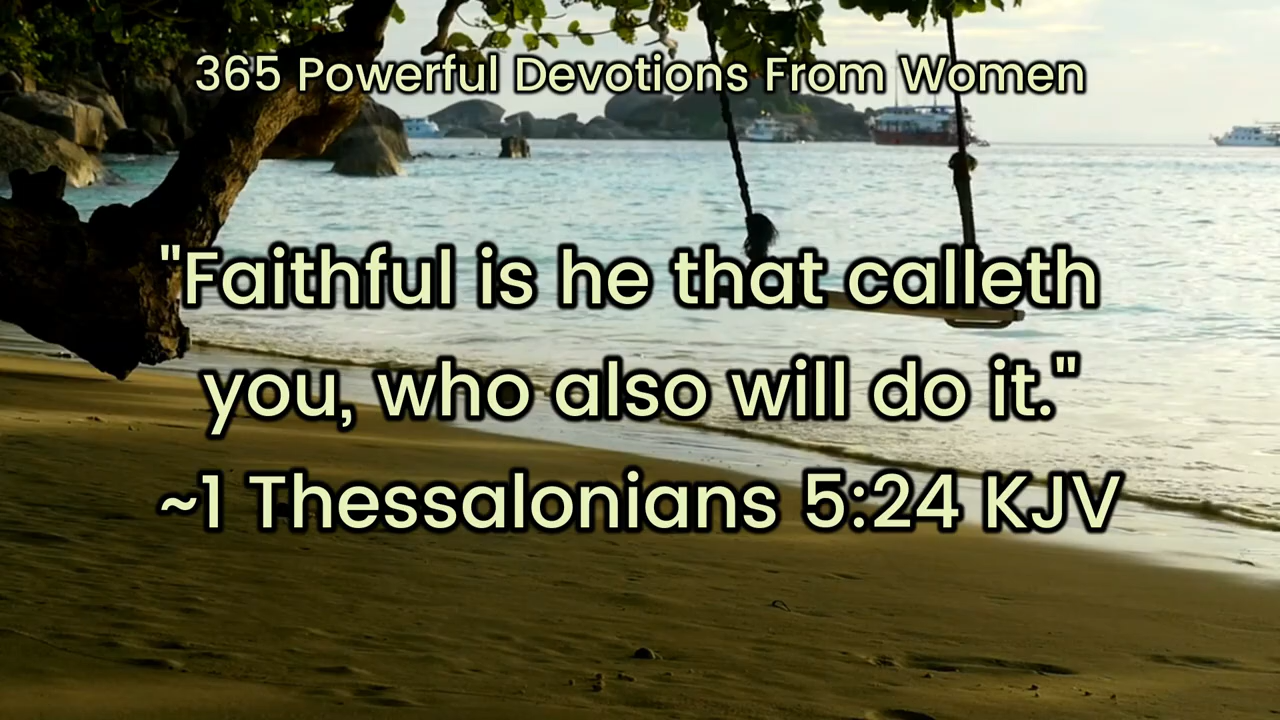 365 Powerful Devotions From Women
"Faithful is he that calleth
you, who also will do it."
~1 Thessalonians 5:24 KJV